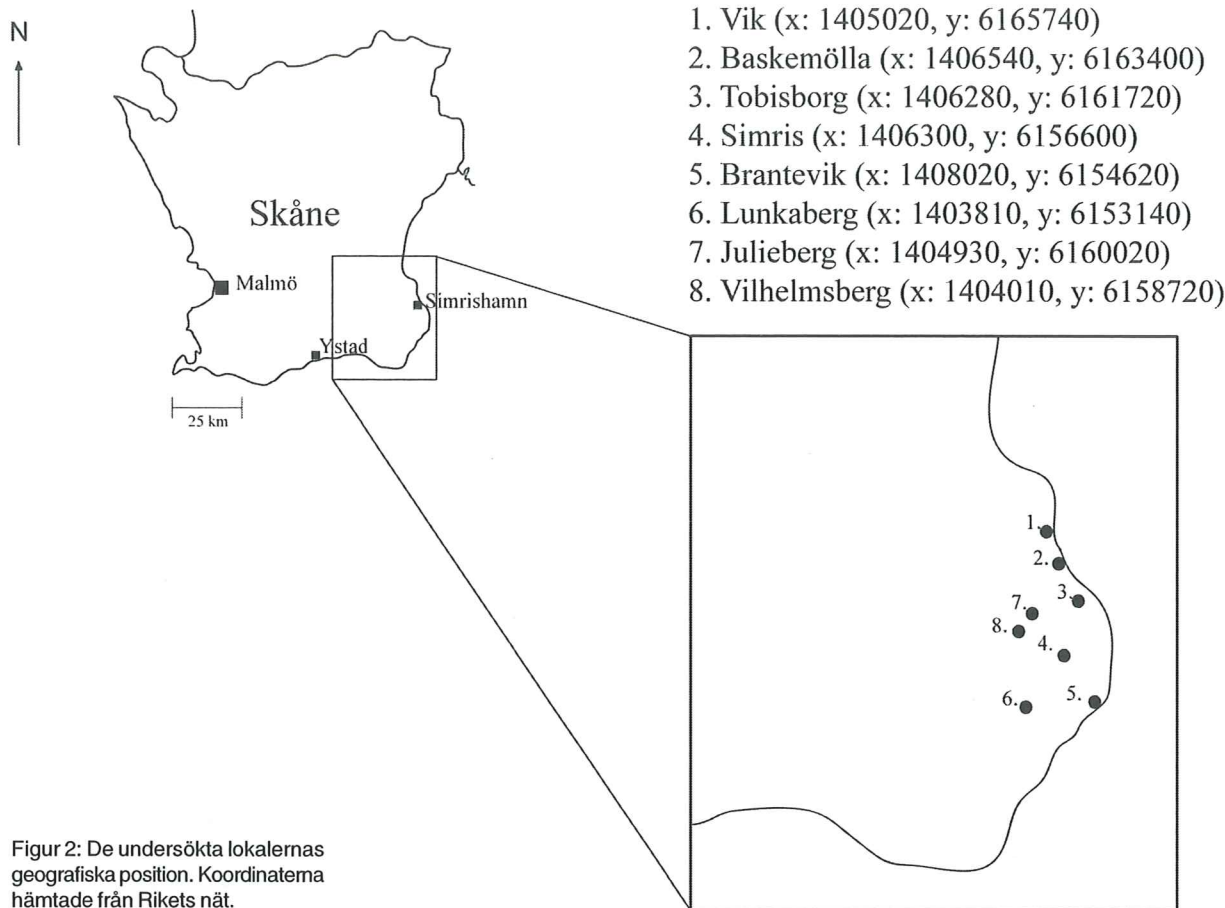 N
1. Vik (x: 1405020, y: 6165740)
2. Baskemölla (x: 1406540, y: 6163400)
3. Tobisborg (x: 1406280, y: 6161720)
4. Simris (x: 1406300, y: 6156600)
5. Brantevik (x: 1408020, y: 6154620)
6. Lunkaberg (x: 1403810, y: 6153140)
7. Julieberg (x: 1404930, y: 6160020)
8. Vilhelmsberg (x: 1404010, y: 6158720)
Skåne
Malmö
Simrishamn
Ystad
25 km
1.
2.
3.
7.
8.
4.
6.
5.
Figur 2: De undersökta lokalernas
geografiska position. Koordinaterna
hämtade från Rikets nät.